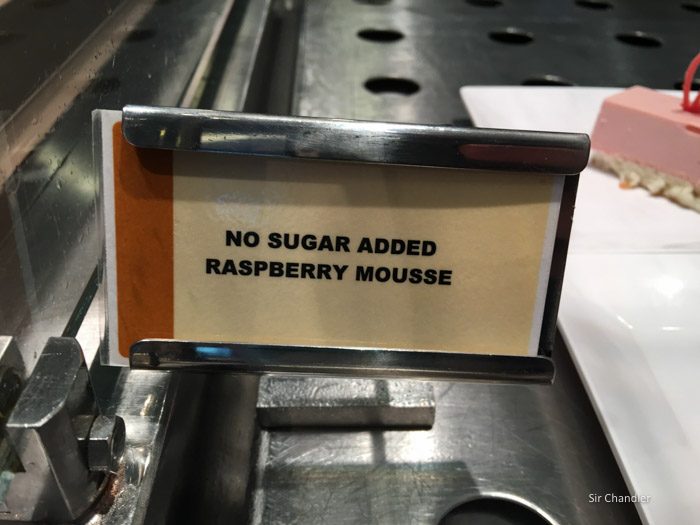 NO SUGAR ADDED
RASPBERRY MOUSSE
Sir Chandler